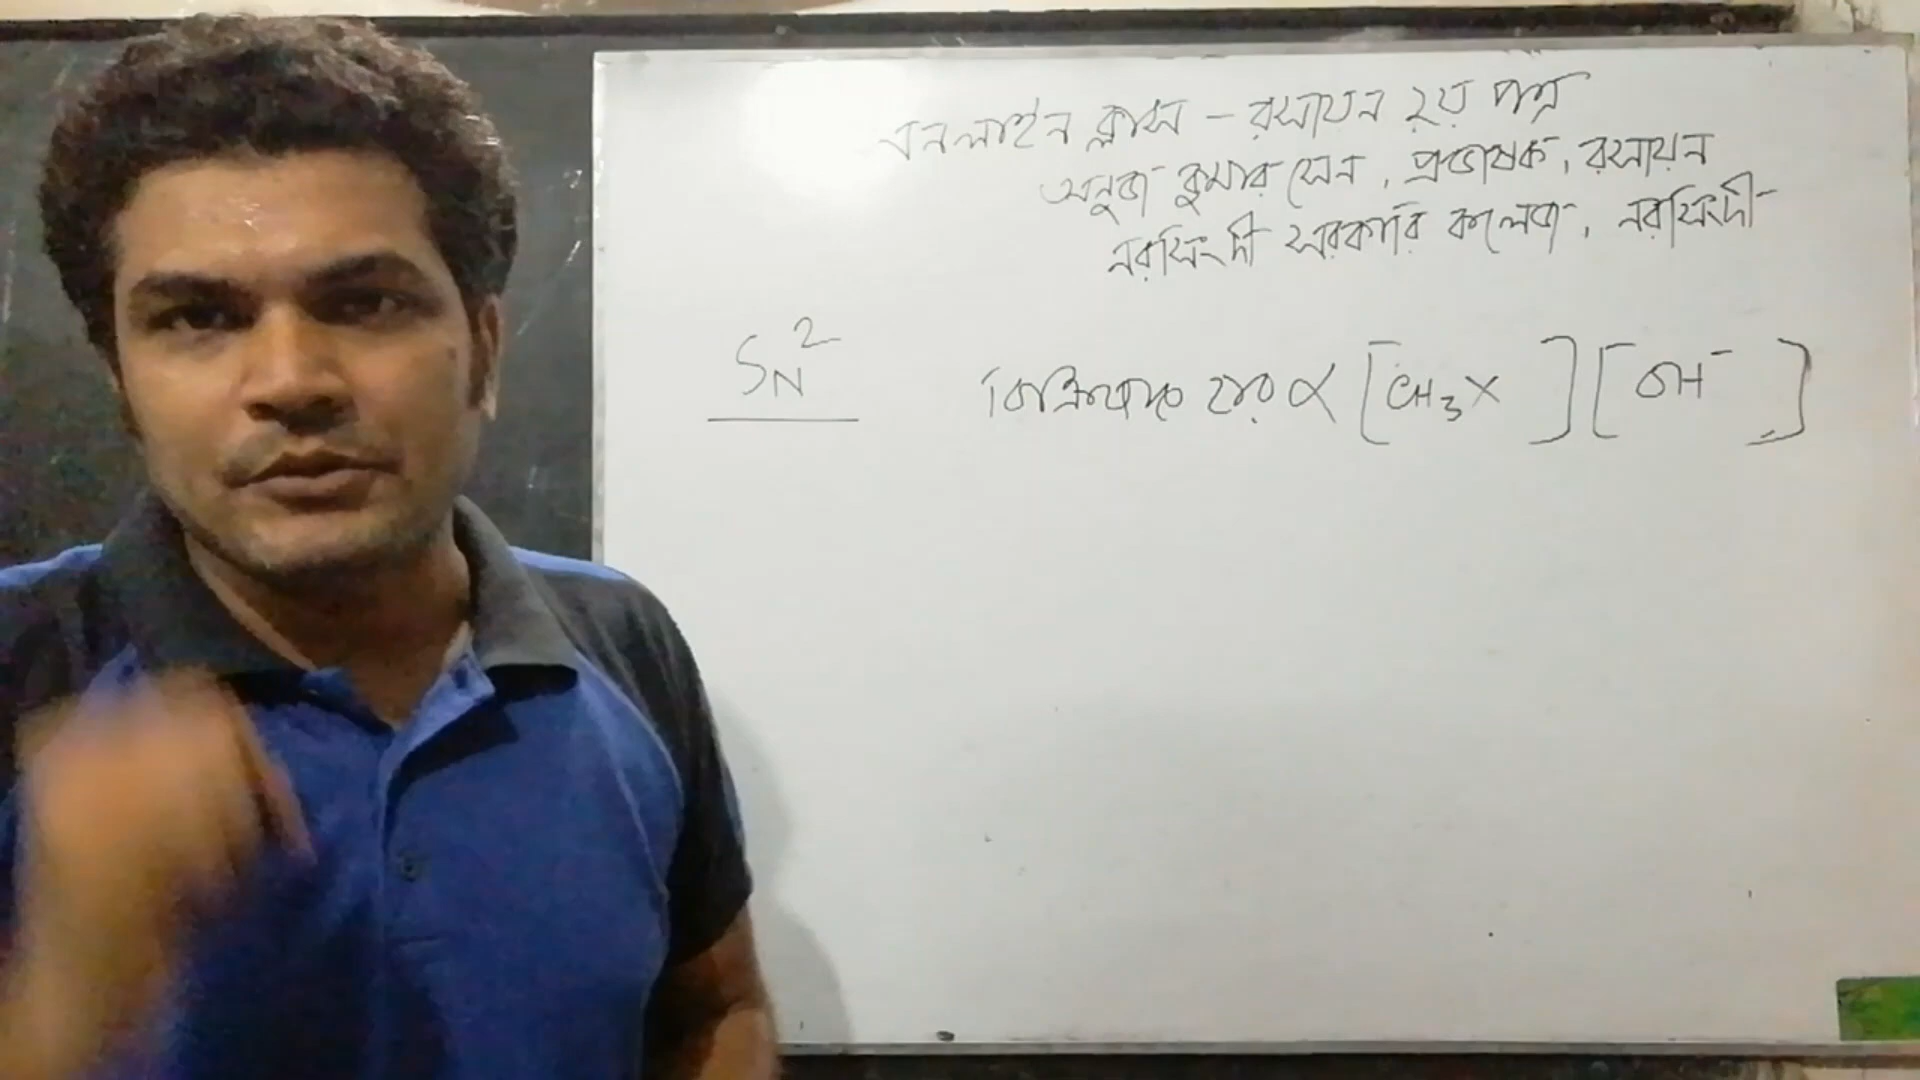 অনলাইন ক্লাস – রসায়ন ২য় পত্র
অনুজ কুমার সেন, প্রভাষক, রসায়ন
নরসিংদী সরকারি কলেজ, নরসিংদী
SN²
বিক্রিয়ার হার ∝ [CH₃X] [OH⁻]